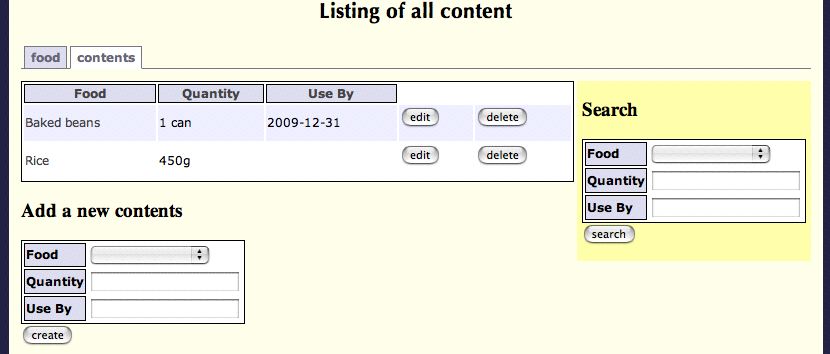 Listing of all content
food contents
Food Quantity Use By
Baked beans 1 can 2009-12-31 edit delete
Rice 450g edit delete
Search
Food
Quantity
Use By
search
Add a new contents
Food
Quantity
Use By
create